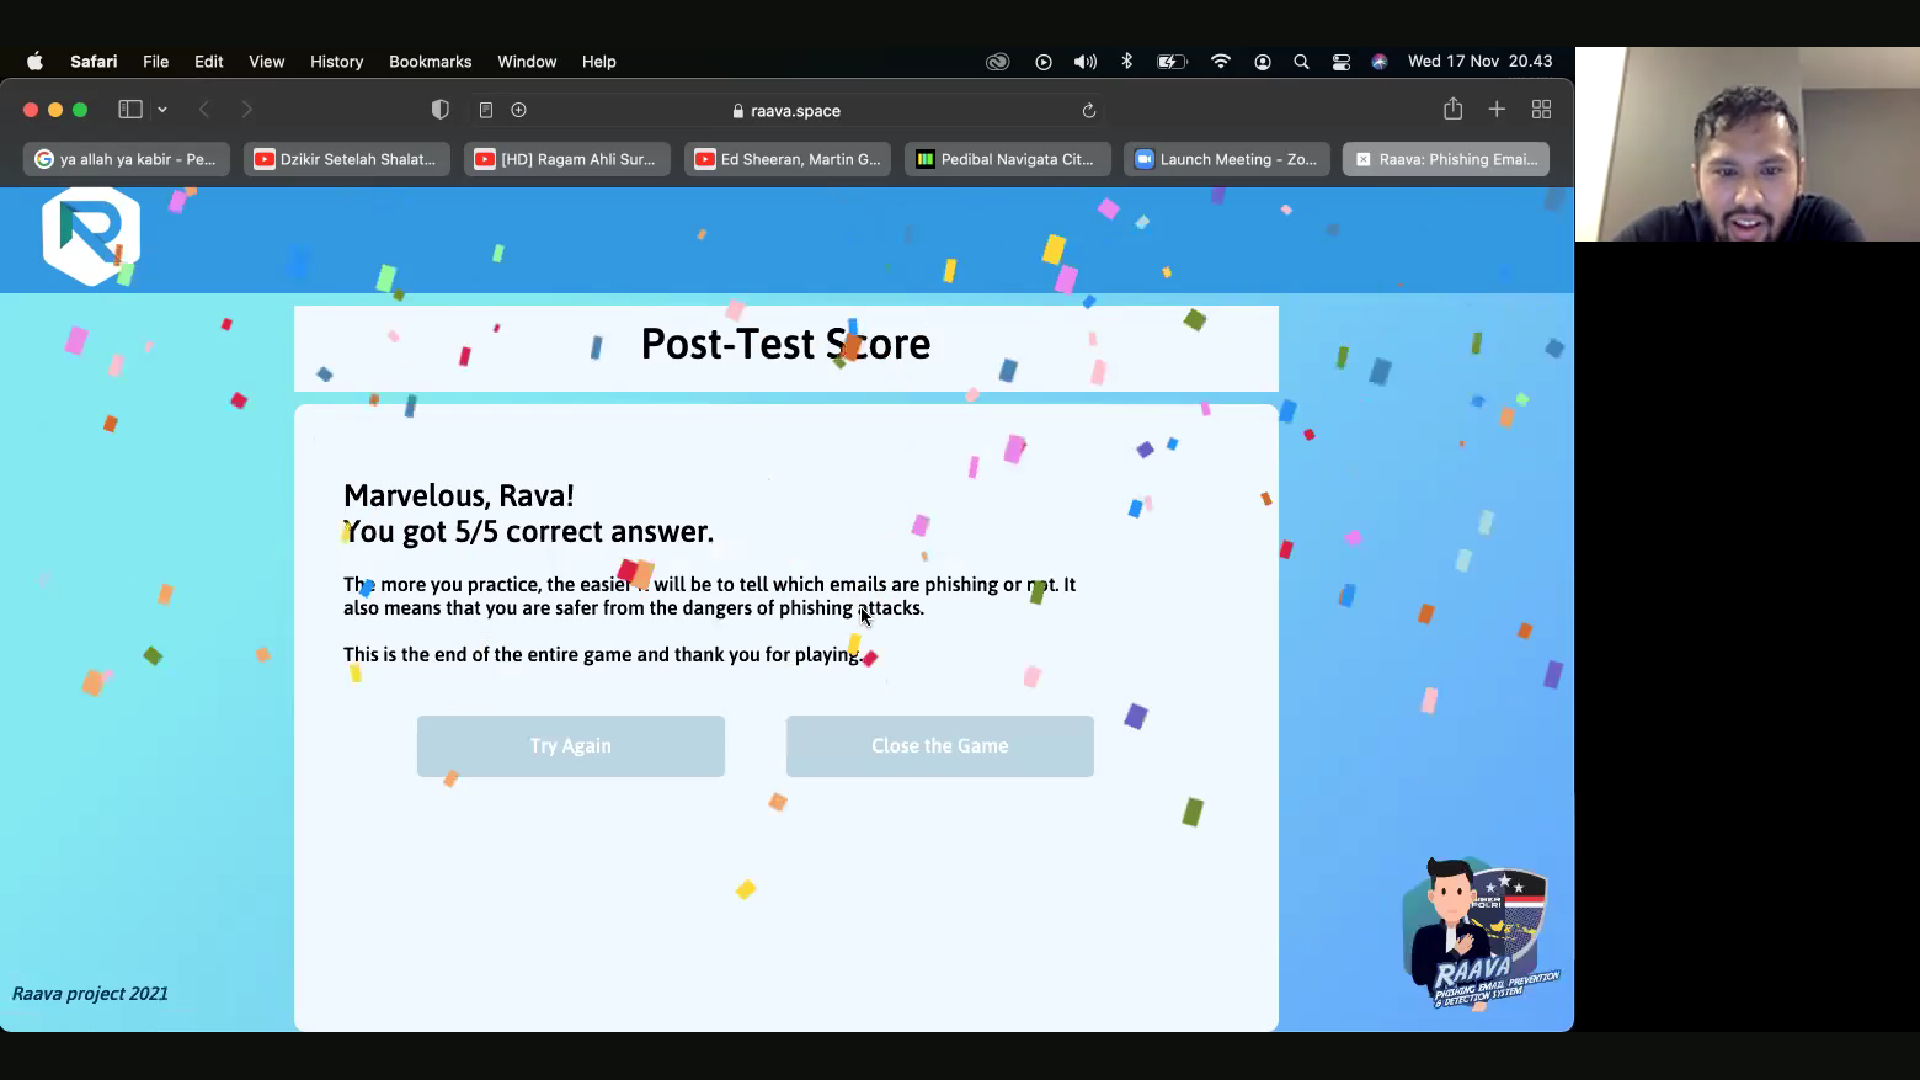 Safari File Edit View History Bookmarks Window Help Wed 17 Nov 20.43
raava.space
ya allah ya kabir - Pe... Dzikir Setelah Shalat... [HD] Ragam Ahli Sur... Ed Sheeran, Martin G... Pedibal Navigata Cit... Launch Meeting - Zo... Raava: Phishing Emai...
Post-Test Score
Marvelous, Rava!
You got 5/5 correct answer.
The more you practice, the easier it will be to tell which emails are phishing or not. It
also means that you are safer from the dangers of phishing attacks.
This is the end of the entire game and thank you for playing.
Try Again Close the Game
RAAVA
PHISHING EMAIL PREVENTION
& DETECTION SYSTEM
Raava project 2021